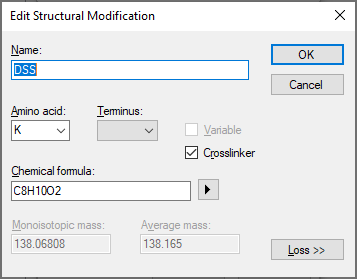 Edit Structural Modification
Name:
DSS
OK
Cancel
Amino acid:
Terminus:
K
Variable
Crosslinker
Chemical formula:
C8H10O2
Monoisotopic mass:
Average mass:
138.06808
138.165
Loss >>